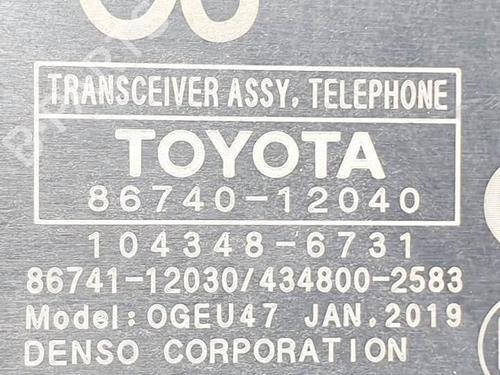 TRANSCEIVER ASSY, TELEPHONE
TOYOTA
86740-12040
104348-6731
86741-12030/434800-2583
Model: OGEU47 JAN. 2019
DENSO CORPORATION